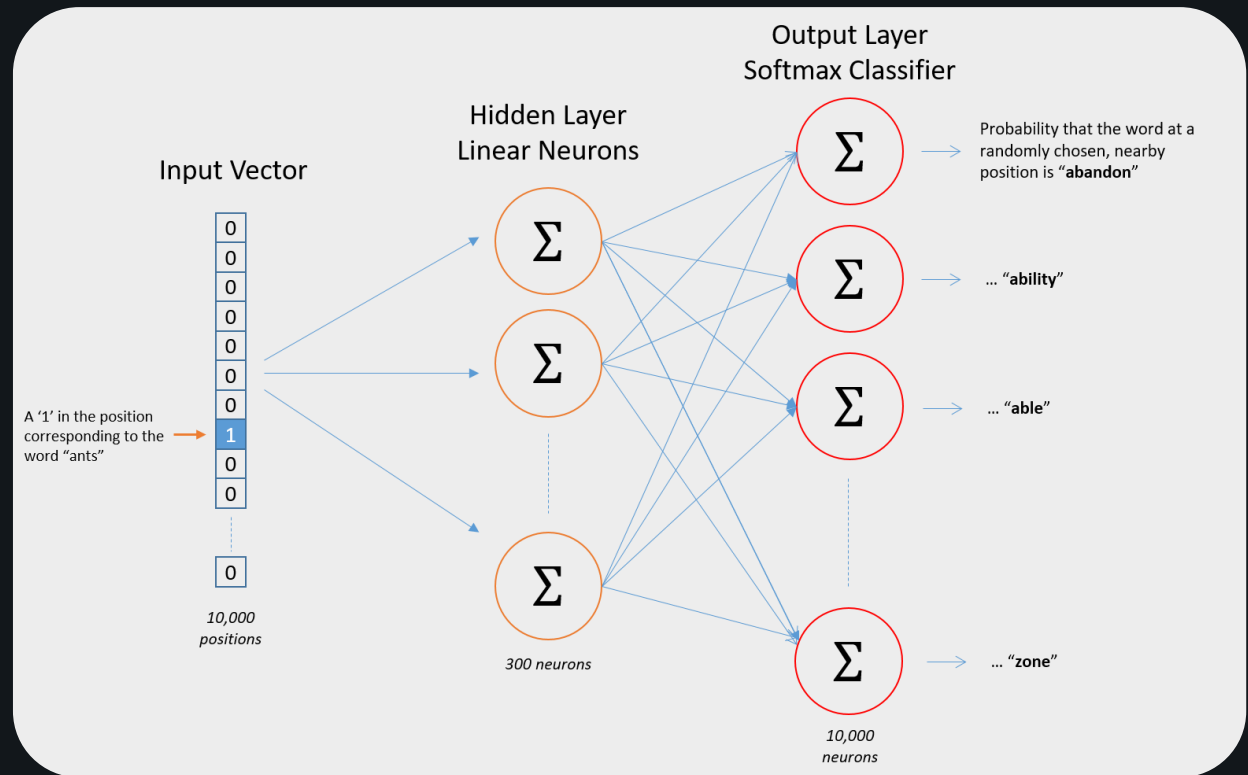 Output Layer
Softmax Classifier
Hidden Layer
Linear Neurons
Input Vector
0
0
0
0
0
0
0
1
0
0
0
A ‘1’ in the position
corresponding to the
word “ants”
10,000
positions
Σ
Σ
Σ
300 neurons
Σ
Σ
Σ
Σ
10,000
neurons
Probability that the word at a
randomly chosen, nearby
position is “abandon”
... “ability”
... “able”
... “zone”